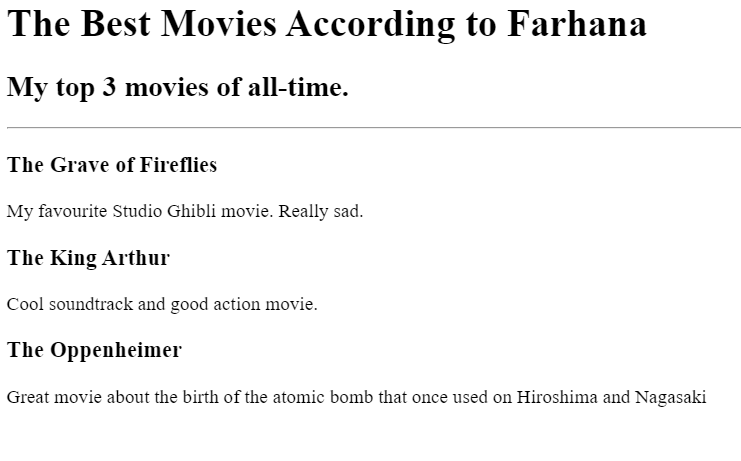 The Best Movies According to Farhana
My top 3 movies of all-time.
The Grave of Fireflies
My favourite Studio Ghibli movie. Really sad.
The King Arthur
Cool soundtrack and good action movie.
The Oppenheimer
Great movie about the birth of the atomic bomb that once used on Hiroshima and Nagasaki